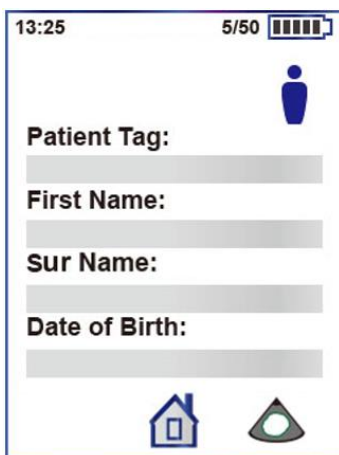 13:25 5/50
Patient Tag:
First Name:
Sur Name:
Date of Birth: